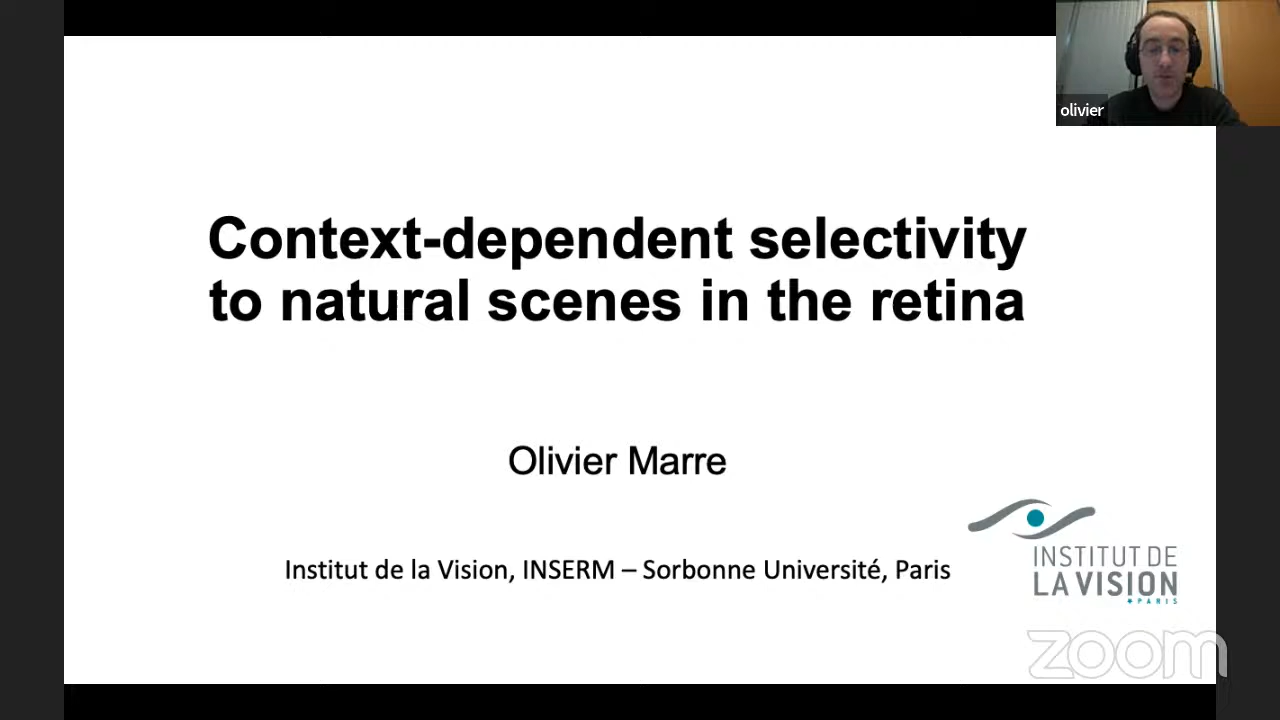 olivier
Context-dependent selectivity
to natural scenes in the retina
Olivier Marre
Institut de la Vision, INSERM – Sorbonne Université, Paris
INSTITUT DE
LA VISION
PARIS
zoom